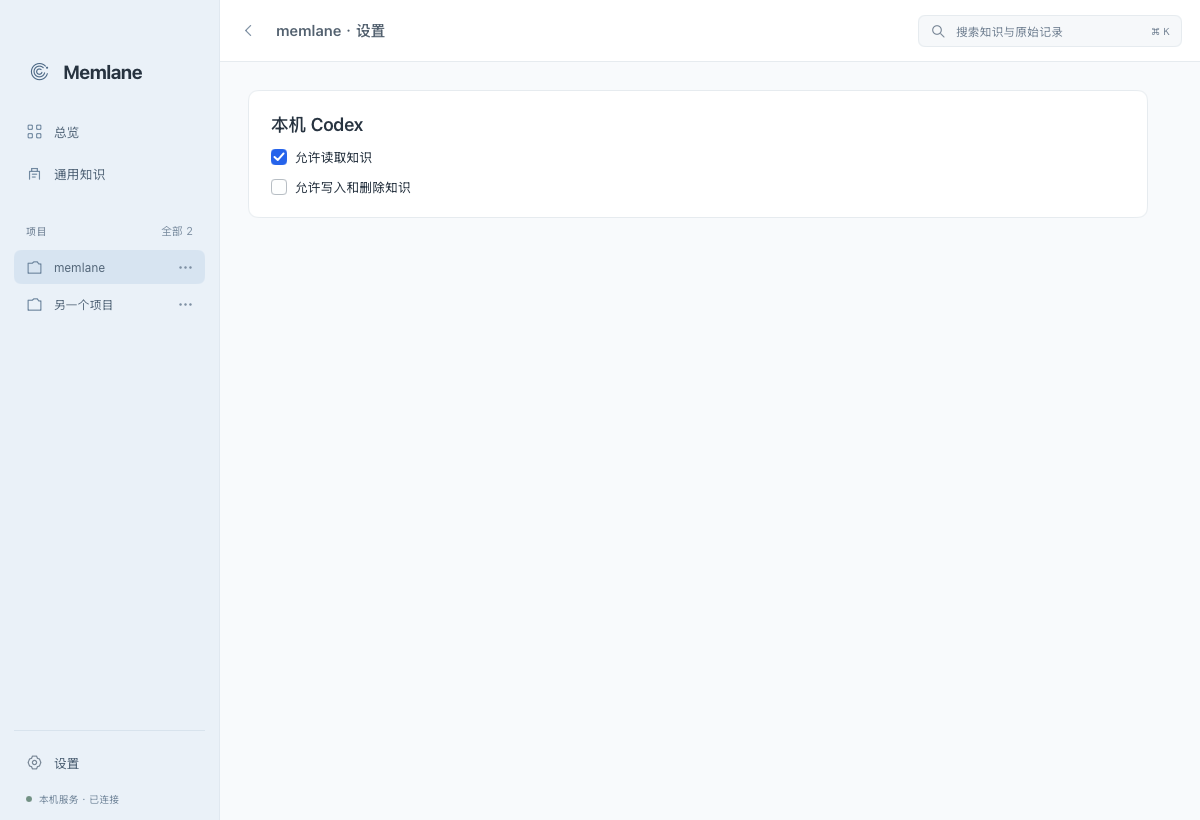 Memlane
总览
通用知识
项目 全部 2
memlane
另一个项目
设置
本机服务 · 已连接
memlane · 设置
搜索知识与原始记录 ⌘ K
本机 Codex
允许读取知识
允许写入和删除知识